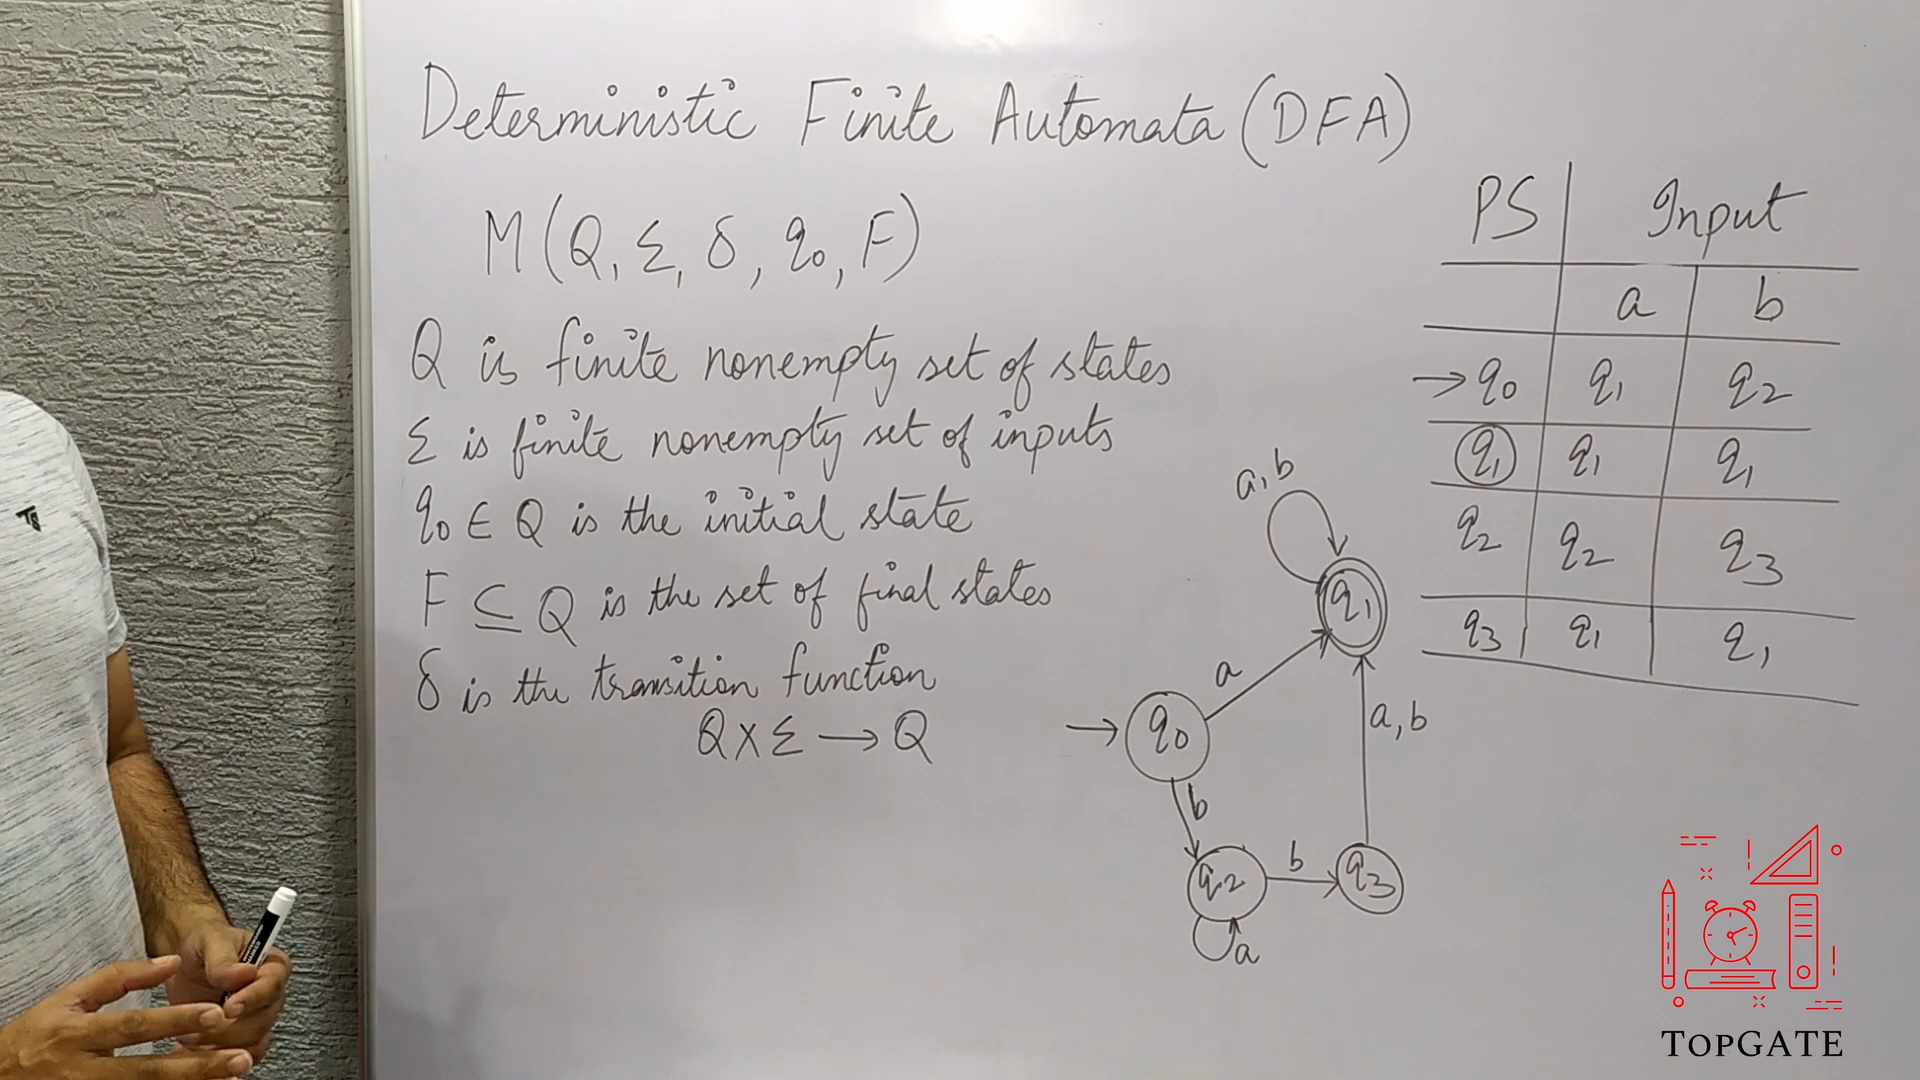 Deterministic Finite Automata (DFA)
M(Q, Σ, δ, q0, F)
Q is finite nonempty set of states
Σ is finite nonempty set of inputs
q0 ∈ Q is the initial state
F ⊆ Q is the set of final states
δ is the transition function
Q X Σ → Q
PS Input
a b
→ q0 q1 q2
q1 q1 q1
q2 q2 q3
q3 q1 q1
a, b
q1
a
→ q0
a, b
b
q2
b
q3
a
TS
TOPGATE